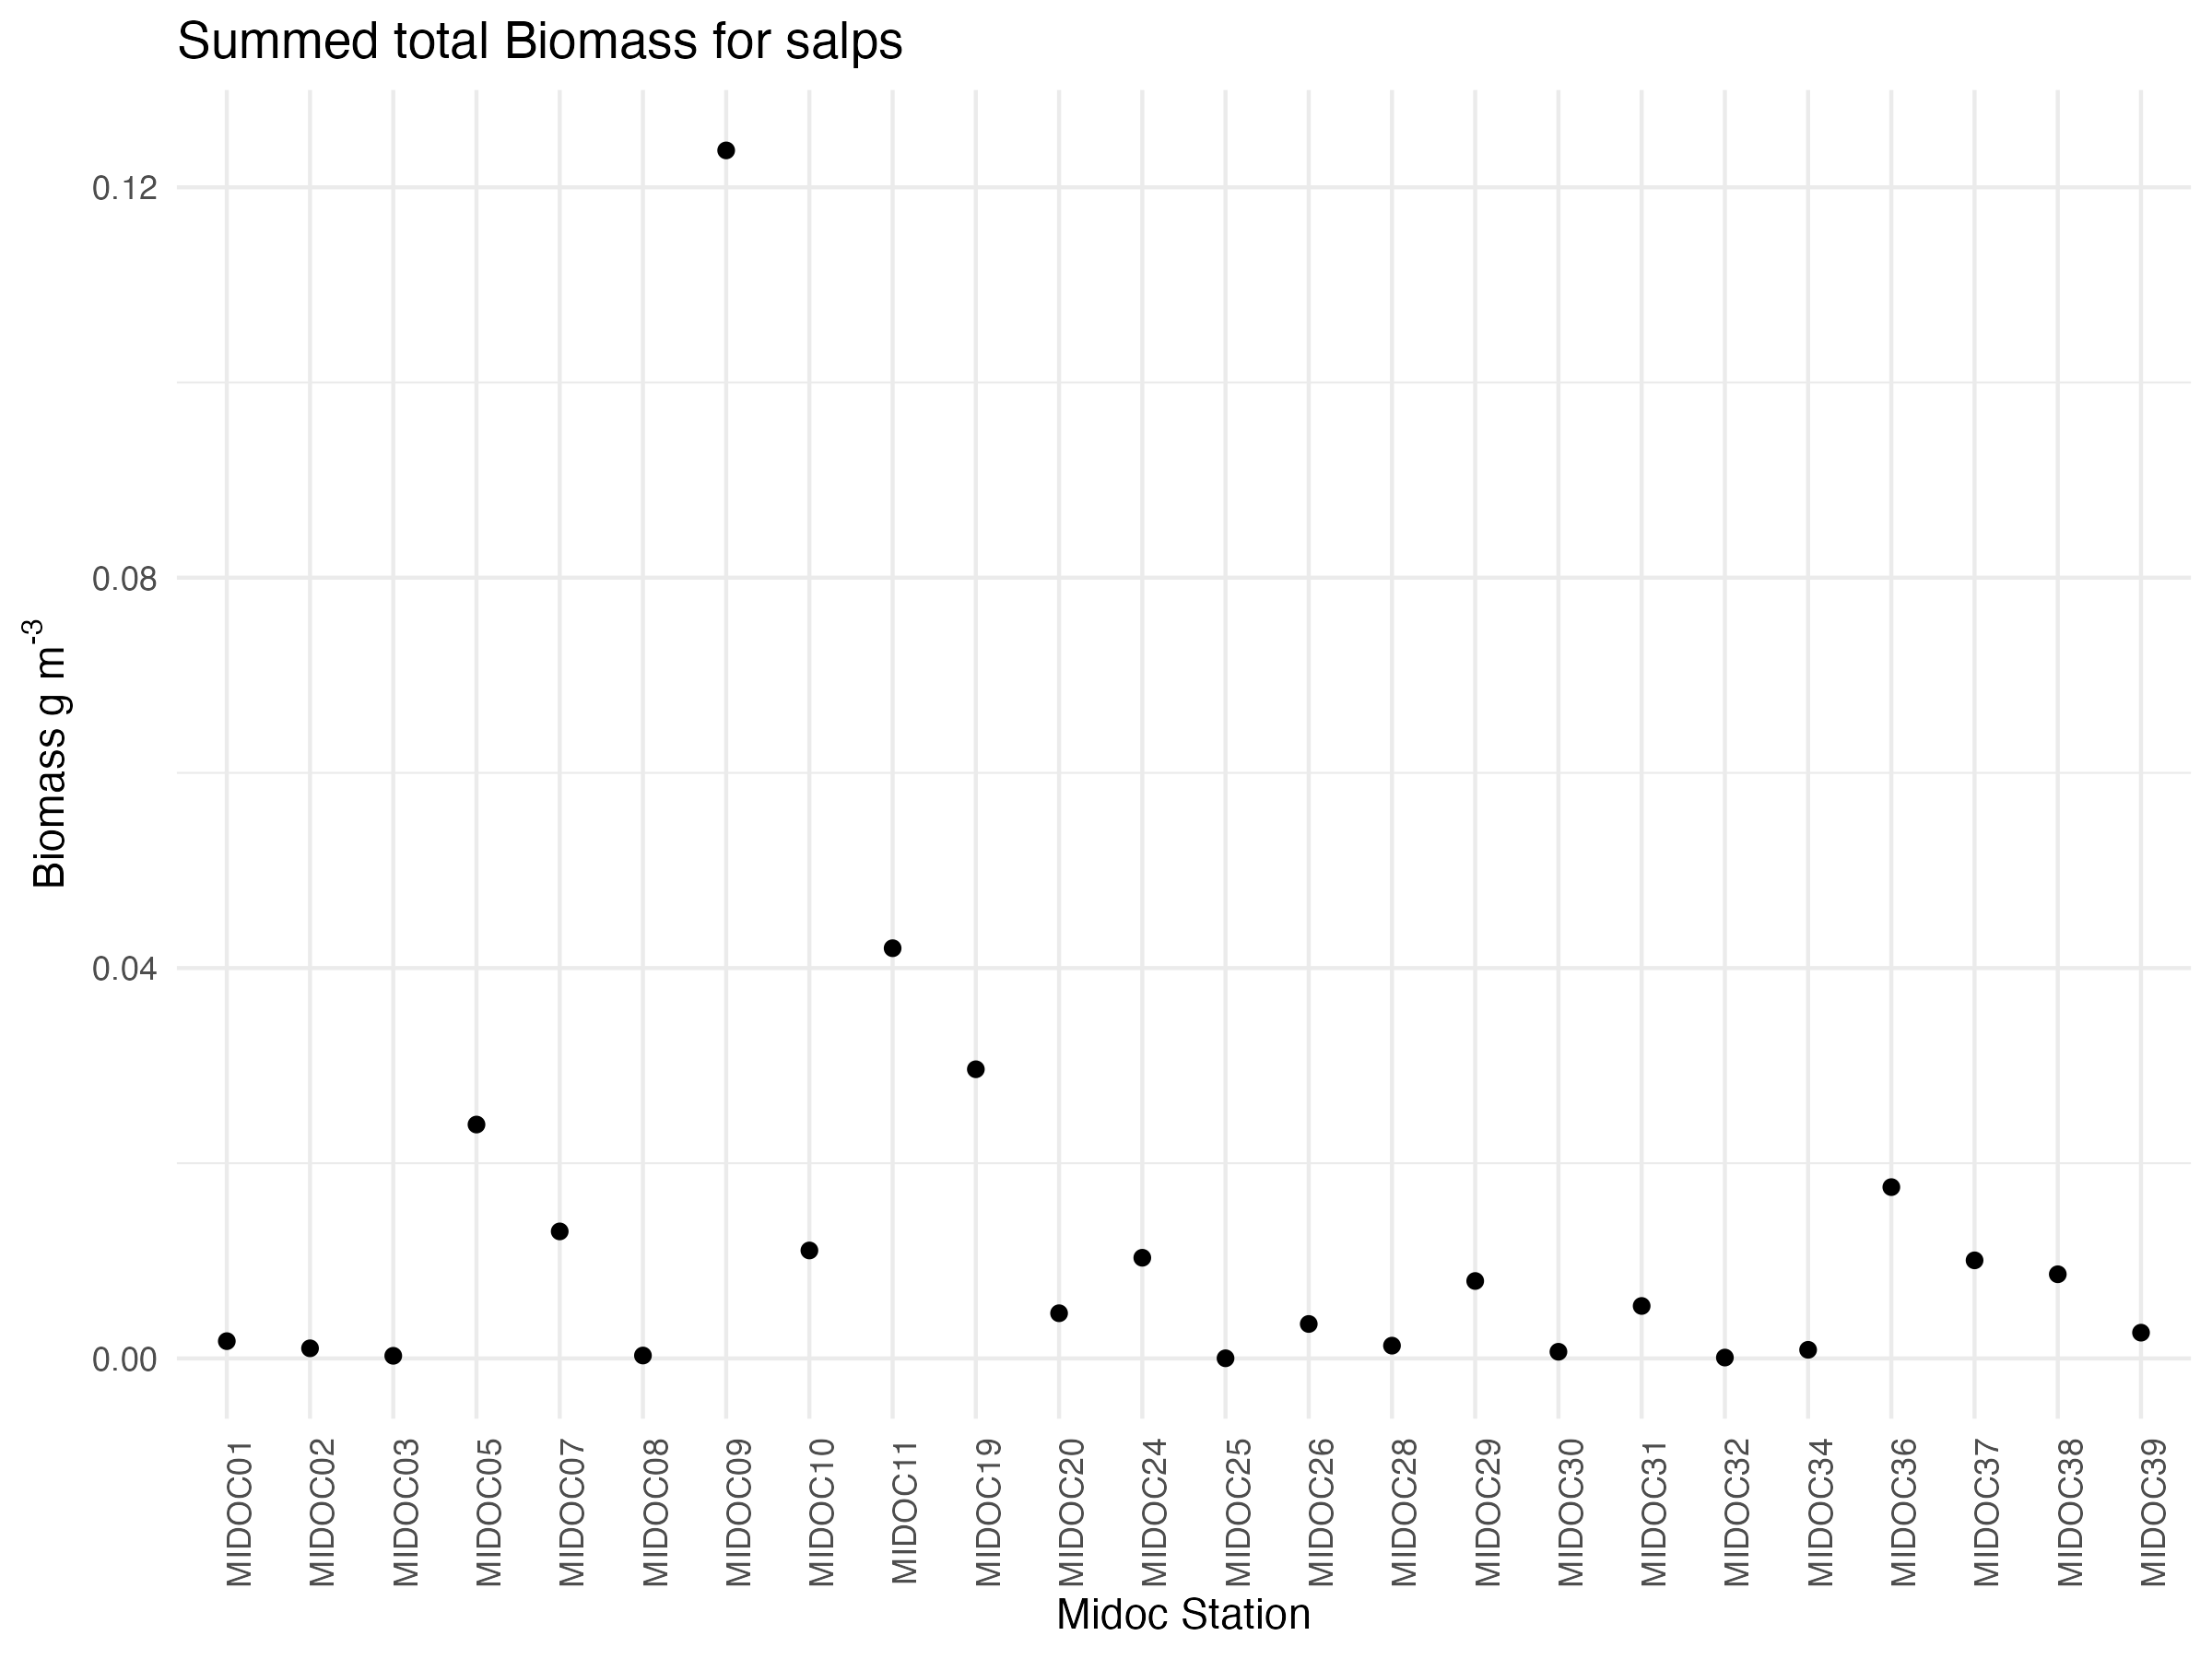 Summed total Biomass for salps
Biomass g m⁻³
0.12
0.08
0.04
0.00
MIDOC01
MIDOC02
MIDOC03
MIDOC05
MIDOC07
MIDOC08
MIDOC09
MIDOC10
MIDOC11
MIDOC19
MIDOC20
MIDOC24
MIDOC25
MIDOC26
MIDOC28
MIDOC29
MIDOC30
MIDOC31
MIDOC32
MIDOC34
MIDOC36
MIDOC37
MIDOC38
MIDOC39
Midoc Station